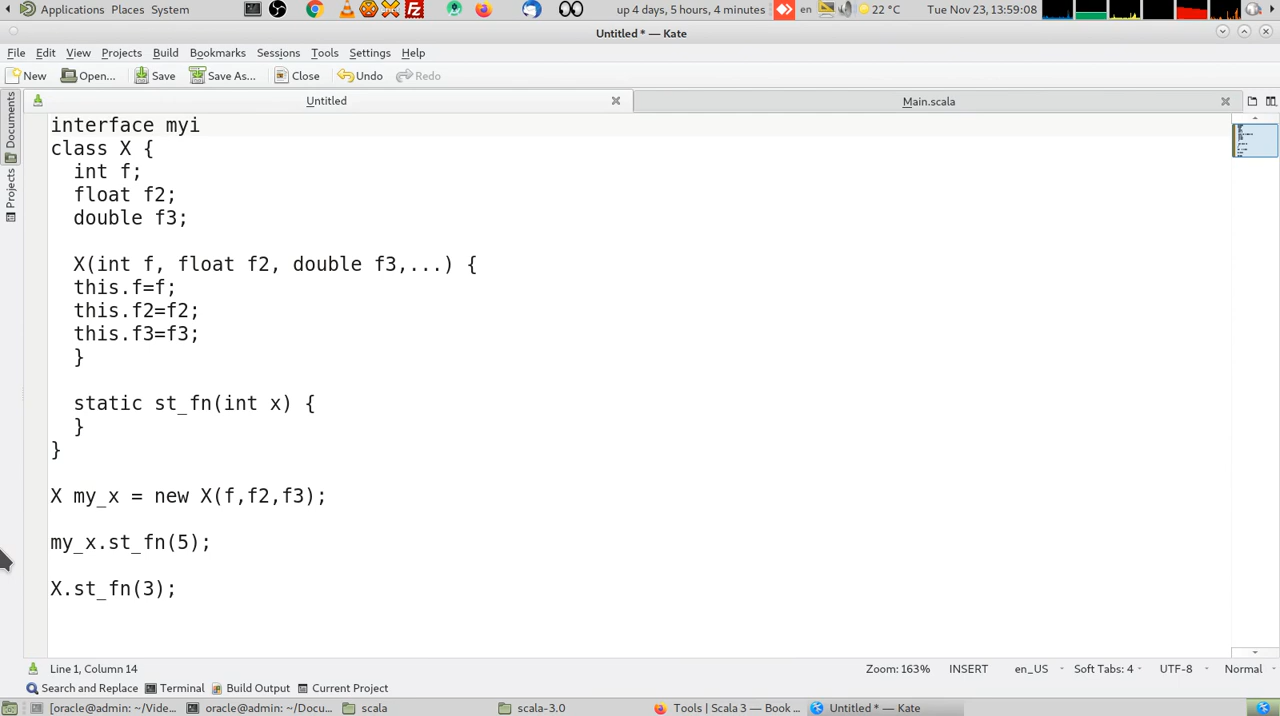 Applications Places System
en
up 4 days, 5 hours, 4 minutes
22 °C
Tue Nov 23, 13:59:08
Untitled * — Kate
File Edit View Projects Build Bookmarks Sessions Tools Settings Help
New Open... Save Save As... Close Undo Redo
Untitled
Main.scala
Documents
Projects
interface myi
class X {
int f;
float f2;
double f3;
X(int f, float f2, double f3,...) {
this.f=f;
this.f2=f2;
this.f3=f3;
}
static st_fn(int x) {
}
}
X my_x = new X(f,f2,f3);
my_x.st_fn(5);
X.st_fn(3);
Line 1, Column 14
Zoom: 163% INSERT en_US Soft Tabs: 4 UTF-8 Normal
Search and Replace Terminal Build Output Current Project
[oracle@admin: ~/Vide... oracle@admin: ~/Docu... scala scala-3.0 Tools | Scala 3 — Book ... Untitled * — Kate